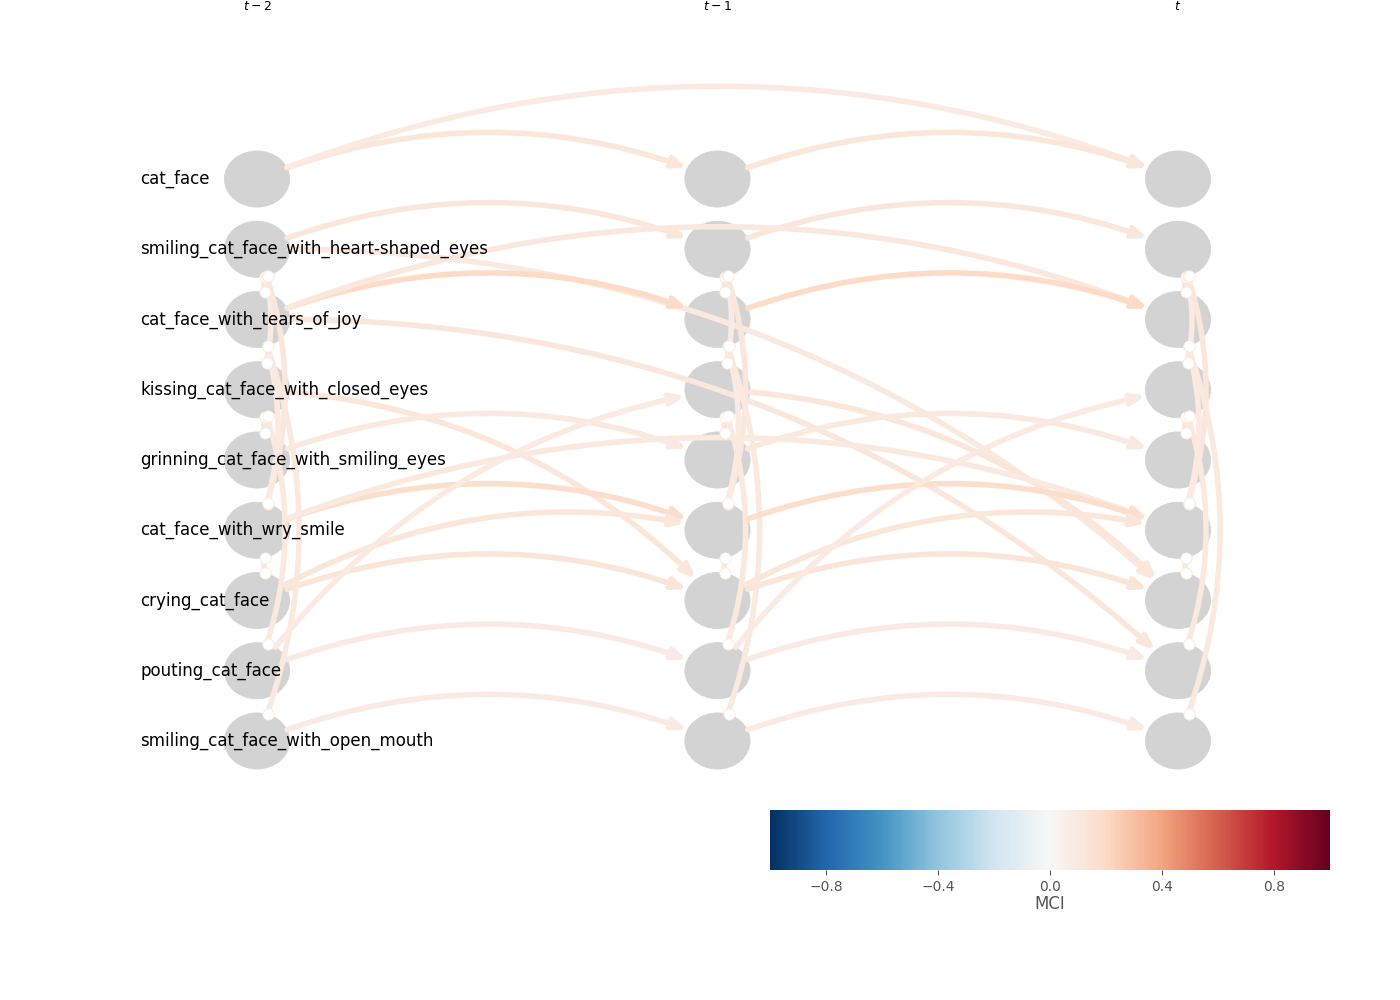 t − 2 t − 1 t
cat_face
smiling_cat_face_with_heart-shaped_eyes
cat_face_with_tears_of_joy
kissing_cat_face_with_closed_eyes
grinning_cat_face_with_smiling_eyes
cat_face_with_wry_smile
crying_cat_face
pouting_cat_face
smiling_cat_face_with_open_mouth
−0.8 −0.4 0.0 0.4 0.8
MCI